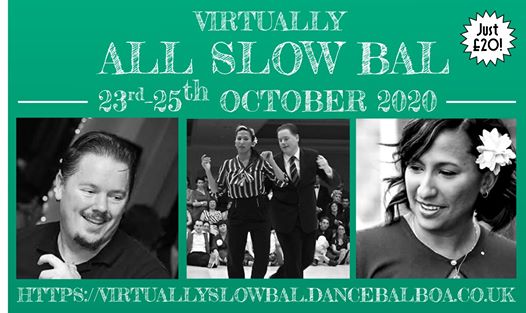 VIRTUALLY
Just
£20!
ALL SLOW BAL
23rd-25th OCTOBER 2020
HTTPS://VIRTUALLYSLOWBAL.DANCEBALBOA.CO.UK